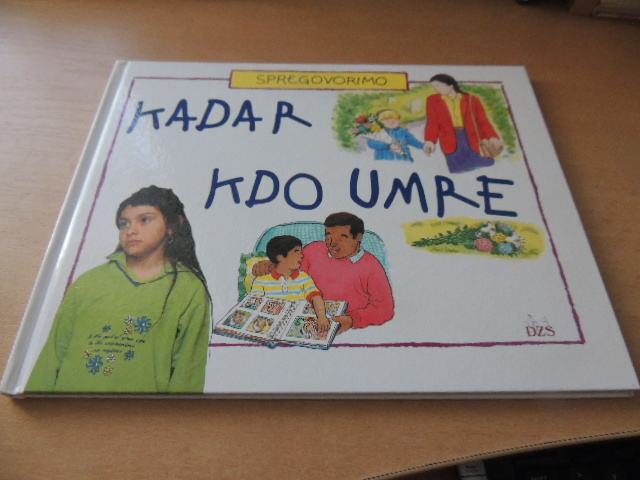 SPREGOVORIMO
KADAR
KDO UMRE
DZS